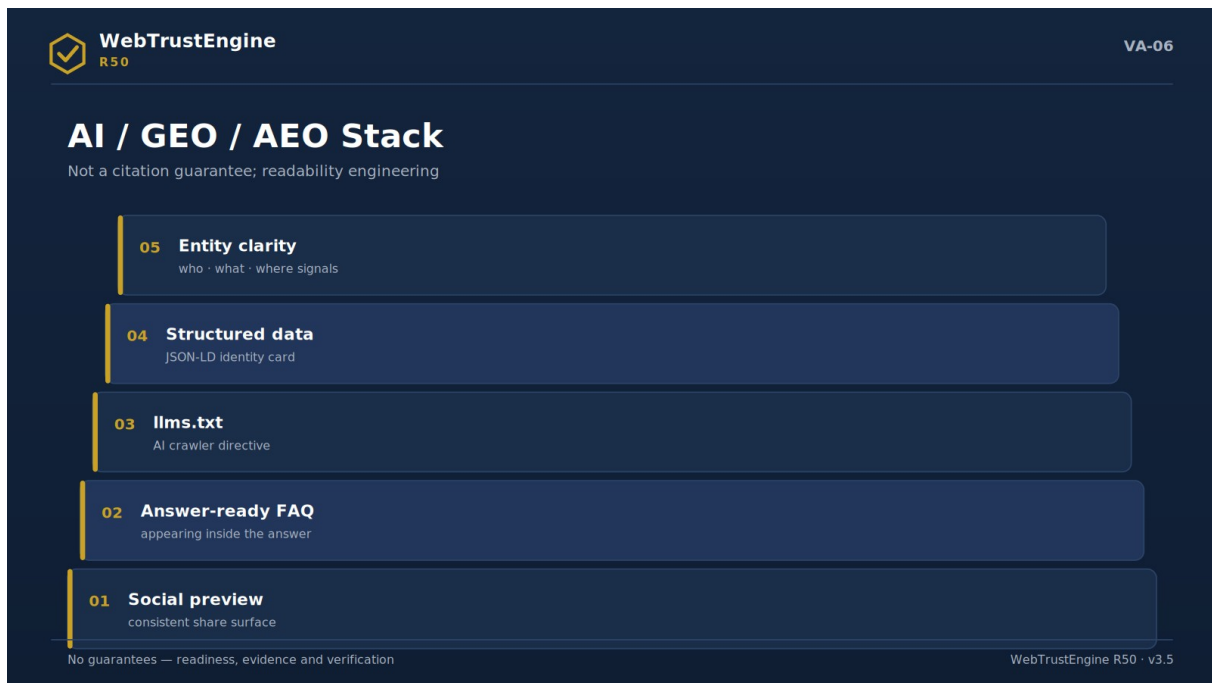 WebTrustEngine
R50
VA-06
AI / GEO / AEO Stack
Not a citation guarantee; readability engineering
05 Entity clarity
who · what · where signals
04 Structured data
JSON-LD identity card
03 llms.txt
AI crawler directive
02 Answer-ready FAQ
appearing inside the answer
01 Social preview
consistent share surface
No guarantees — readiness, evidence and verification
WebTrustEngine R50 · v3.5